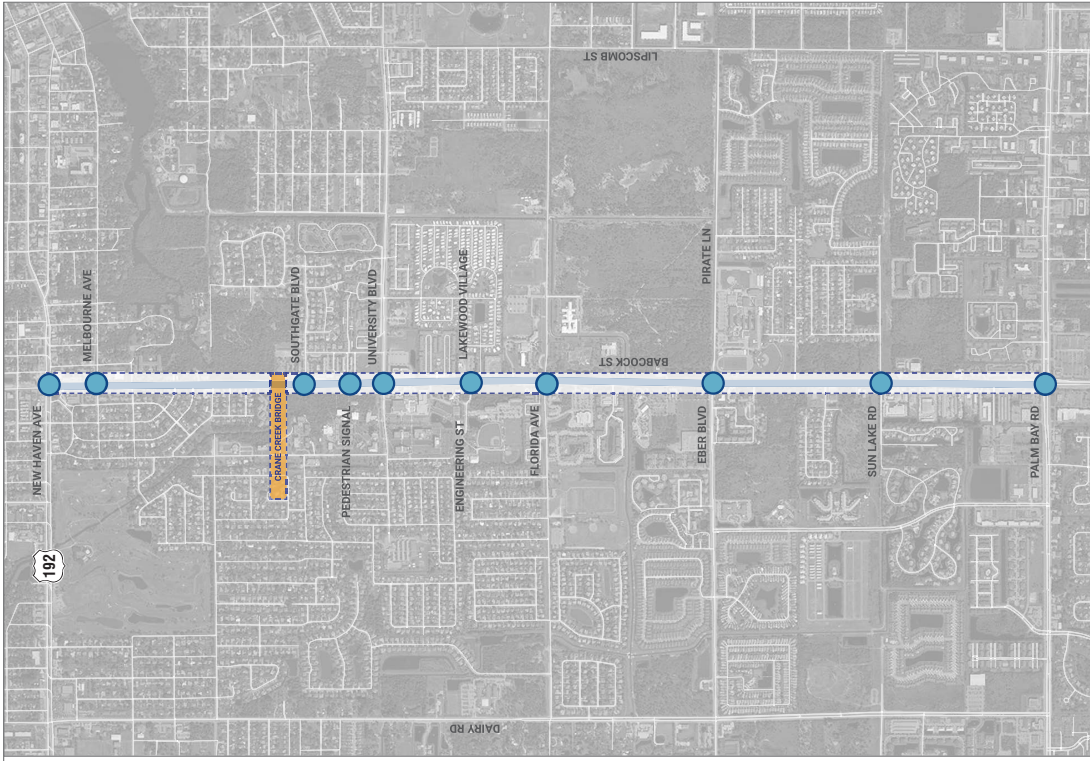 LIPSCOMB ST
MELBOURNE AVE
SOUTHGATE BLVD
UNIVERSITY BLVD
LAKEWOOD VILLAGE
PIRATE LN
BABCOCK ST
NEW HAVEN AVE
CRANE CREEK BRIDGE
PEDESTRIAN SIGNAL
ENGINEERING ST
FLORIDA AVE
EBER BLVD
SUN LAKE RD
PALM BAY RD
192
DAIRY RD